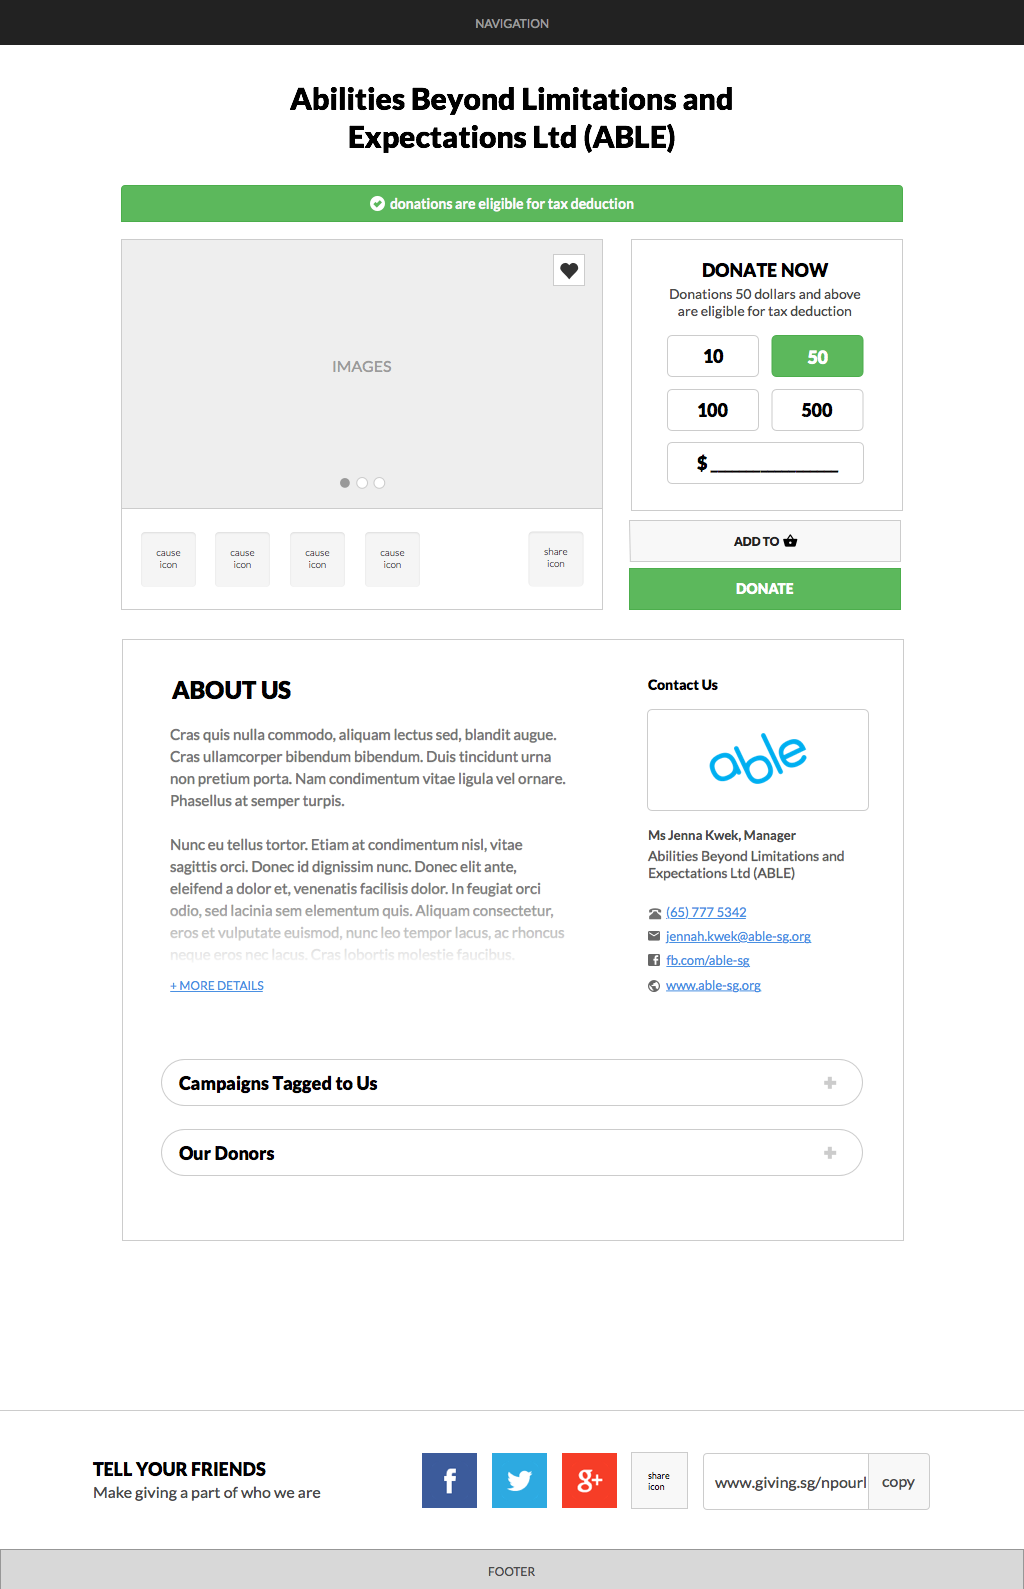 NAVIGATION
Abilities Beyond Limitations and
Expectations Ltd (ABLE)
donations are eligible for tax deduction
IMAGES
cause
icon
cause
icon
cause
icon
cause
icon
share
icon
DONATE NOW
Donations 50 dollars and above
are eligible for tax deduction
10
50
100
500
$ ______________
ADD TO
DONATE
ABOUT US
Cras quis nulla commodo, aliquam lectus sed, blandit augue.
Cras ullamcorper bibendum bibendum. Duis tincidunt urna
non pretium porta. Nam condimentum vitae ligula vel ornare.
Phasellus at semper turpis.
Nunc eu tellus tortor. Etiam at condimentum nisl, vitae
sagittis orci. Donec id dignissim nunc. Donec elit ante,
eleifend a dolor et, venenatis facilisis dolor. In feugiat orci
odio, sed lacinia sem elementum quis. Aliquam consectetur,
eros et vulputate euismod, nunc leo tempor lacus, ac rhoncus
neque eros nec lacus. Cras lobortis molestie faucibus.
+ MORE DETAILS
Contact Us
able
Ms Jenna Kwek, Manager
Abilities Beyond Limitations and
Expectations Ltd (ABLE)
(65) 777 5342
jennah.kwek@able-sg.org
fb.com/able-sg
www.able-sg.org
Campaigns Tagged to Us
Our Donors
TELL YOUR FRIENDS
Make giving a part of who we are
f
g+
share
icon
www.giving.sg/npourl
copy
FOOTER